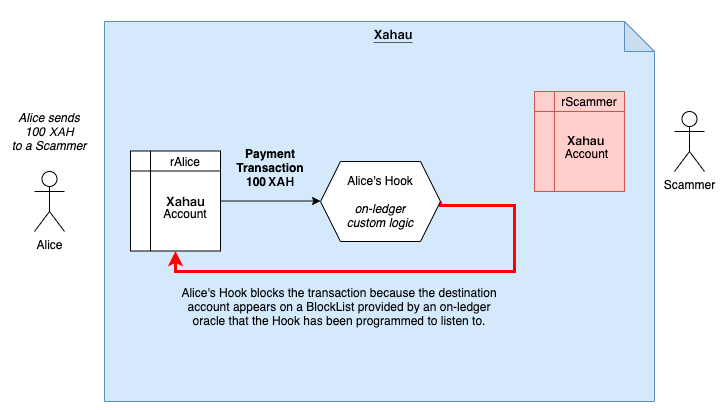 Xahau
Alice sends
100 XAH
to a Scammer
Alice
rAlice
Xahau
Account
Payment
Transaction
100 XAH
Alice's Hook
on-ledger
custom logic
rScammer
Xahau
Account
Scammer
Alice's Hook blocks the transaction because the destination
account appears on a BlockList provided by an on-ledger
oracle that the Hook has been programmed to listen to.